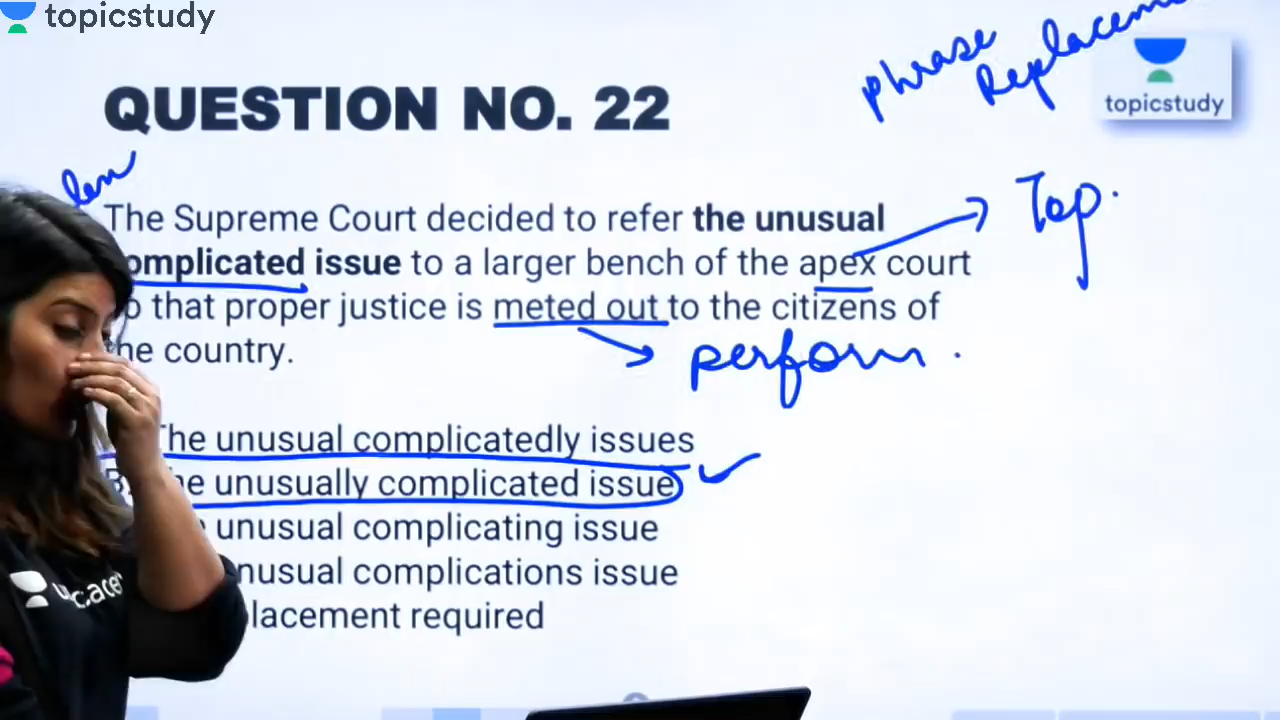 topicstudy
phrase
Replaceme
topicstudy
QUESTION NO. 22
The Supreme Court decided to refer the unusual
omplicated issue to a larger bench of the apex court
o that proper justice is meted out to the citizens of
he country.
Top.
perform.
The unusual complicatedly issues
B. he unusually complicated issue
unusual complicating issue
nusual complications issue
placement required